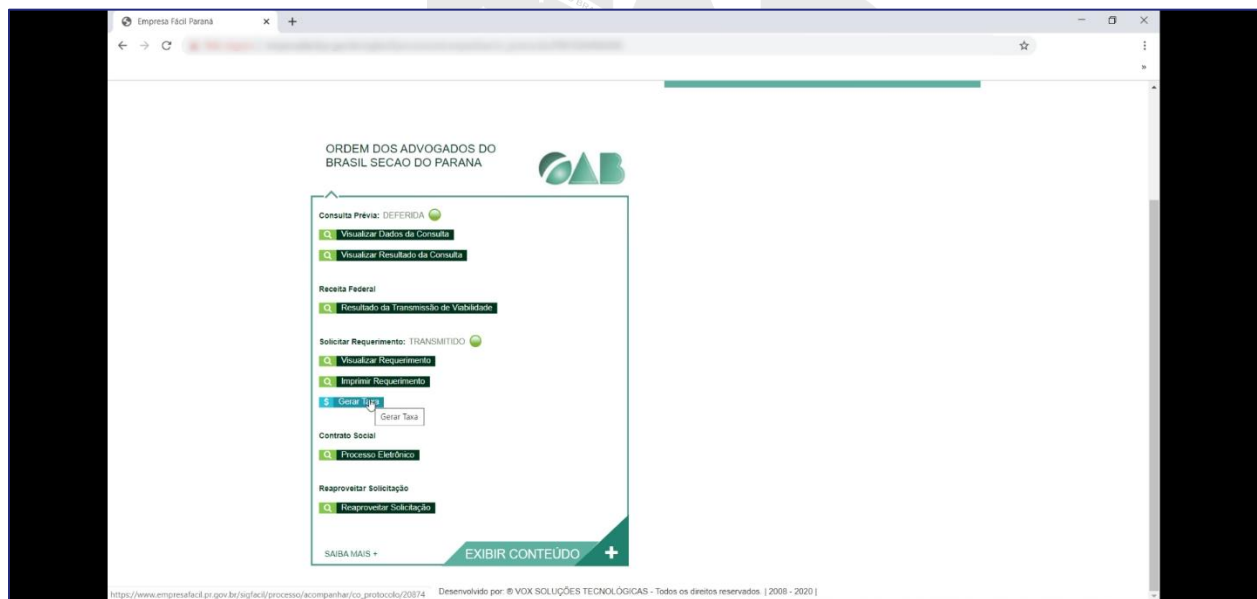 Empresa Fácil Paraná
ORDEM DOS ADVOGADOS DO
BRASIL SECAO DO PARANA
OAB
Consulta Prévia: DEFERIDA
Visualizar Dados da Consulta
Visualizar Resultado da Consulta
Receita Federal
Resultado da Transmissão de Viabilidade
Solicitar Requerimento: TRANSMITIDO
Visualizar Requerimento
Imprimir Requerimento
$ Gerar Taxa
Gerar Taxa
Contrato Social
Processo Eletrônico
Reaproveitar Solicitação
Reaproveitar Solicitação
SAIBA MAIS +
EXIBIR CONTEÚDO +
https://www.empresafacil.pr.gov.br/sigfacil/processo/acompanhar/co_protocolo/20874
Desenvolvido por: ® VOX SOLUÇÕES TECNOLÓGICAS - Todos os direitos reservados. | 2008 - 2020 |